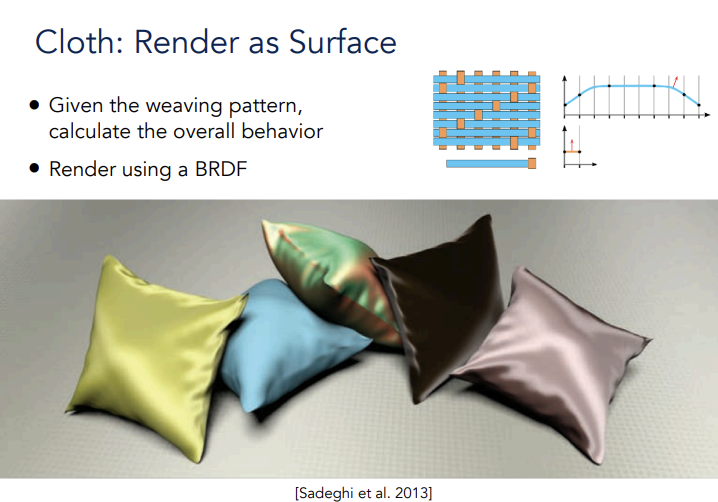 Cloth: Render as Surface
• Given the weaving pattern,
calculate the overall behavior
• Render using a BRDF
[Sadeghi et al. 2013]